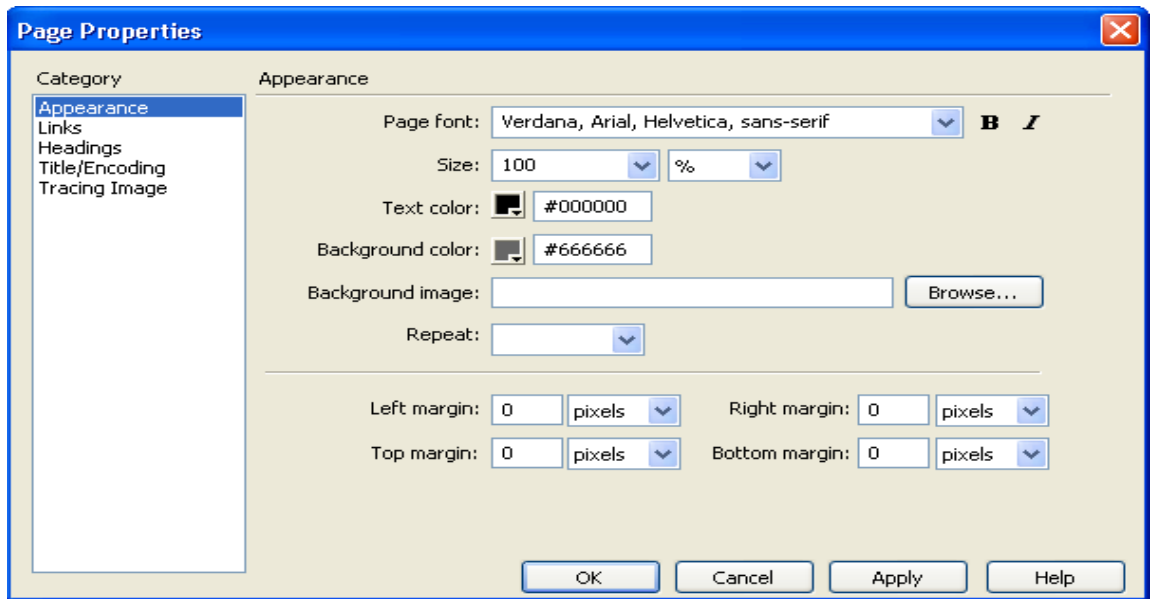 Page Properties
Category
Appearance
Links
Headings
Title/Encoding
Tracing Image
Appearance
Page font: Verdana, Arial, Helvetica, sans-serif B I
Size: 100 %
Text color: #000000
Background color: #666666
Background image: Browse...
Repeat:
Left margin: 0 pixels Right margin: 0 pixels
Top margin: 0 pixels Bottom margin: 0 pixels
OK Cancel Apply Help